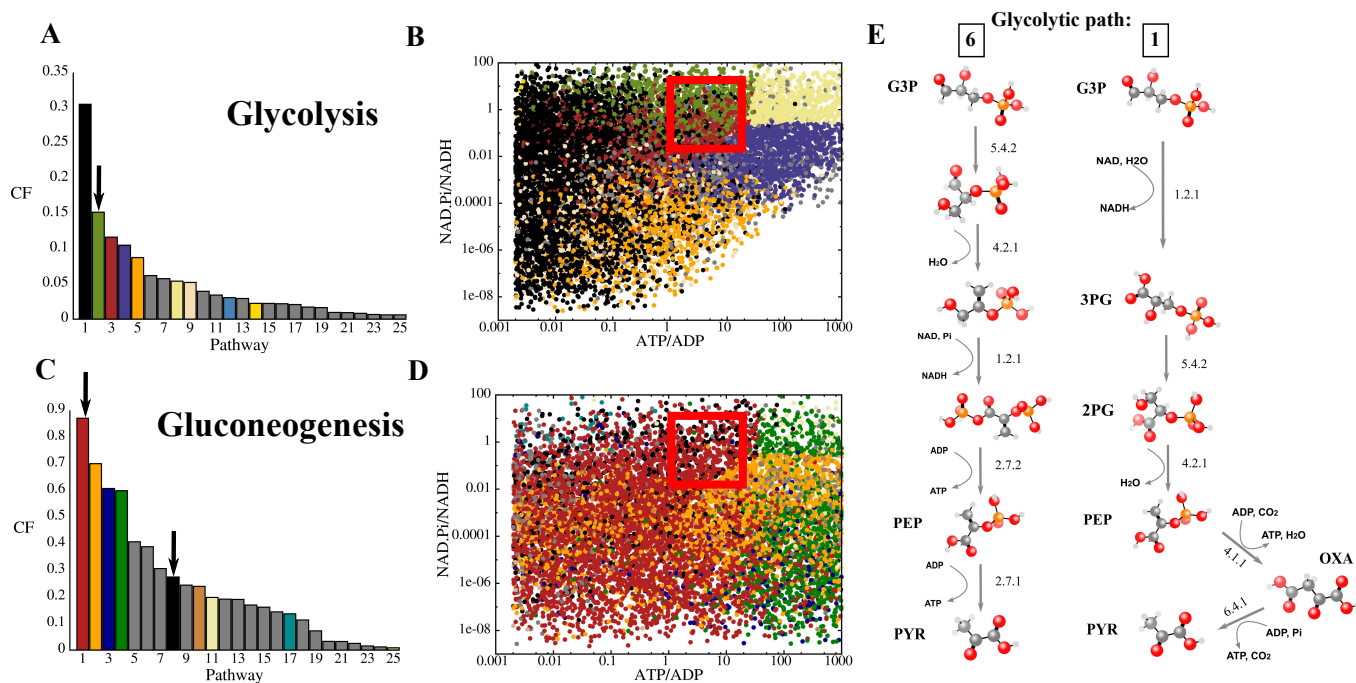 A
Glycolysis
0.35
0.3
0.25
0.2
0.15
0.1
0.05
0
CF
1 3 5 7 9 11 13 15 17 19 21 23 25
Pathway
B
100
1
0.01
0.0001
1e-06
1e-08
NAD.Pi/NADH
0.001 0.01 0.1 1 10 100 1000
ATP/ADP
C
Gluconeogenesis
0.9
0.8
0.7
0.6
0.5
0.4
0.3
0.2
0.1
0
CF
1 3 5 7 9 11 13 15 17 19 21 23 25
Pathway
D
100
1
0.01
0.0001
1e-06
1e-08
NAD.Pi/NADH
0.001 0.01 0.1 1 10 100 1000
ATP/ADP
E
Glycolytic path:
6
G3P
5.4.2
4.2.1
H2O
NAD, Pi
1.2.1
NADH
ADP
2.7.2
ATP
PEP
ADP
2.7.1
ATP
PYR
1
G3P
NAD, H2O
1.2.1
NADH
3PG
5.4.2
2PG
4.2.1
H2O
PEP
ADP, CO2
ATP, H2O
4.1.1
OXA
6.4.1
ADP, Pi
ATP, CO2
PYR